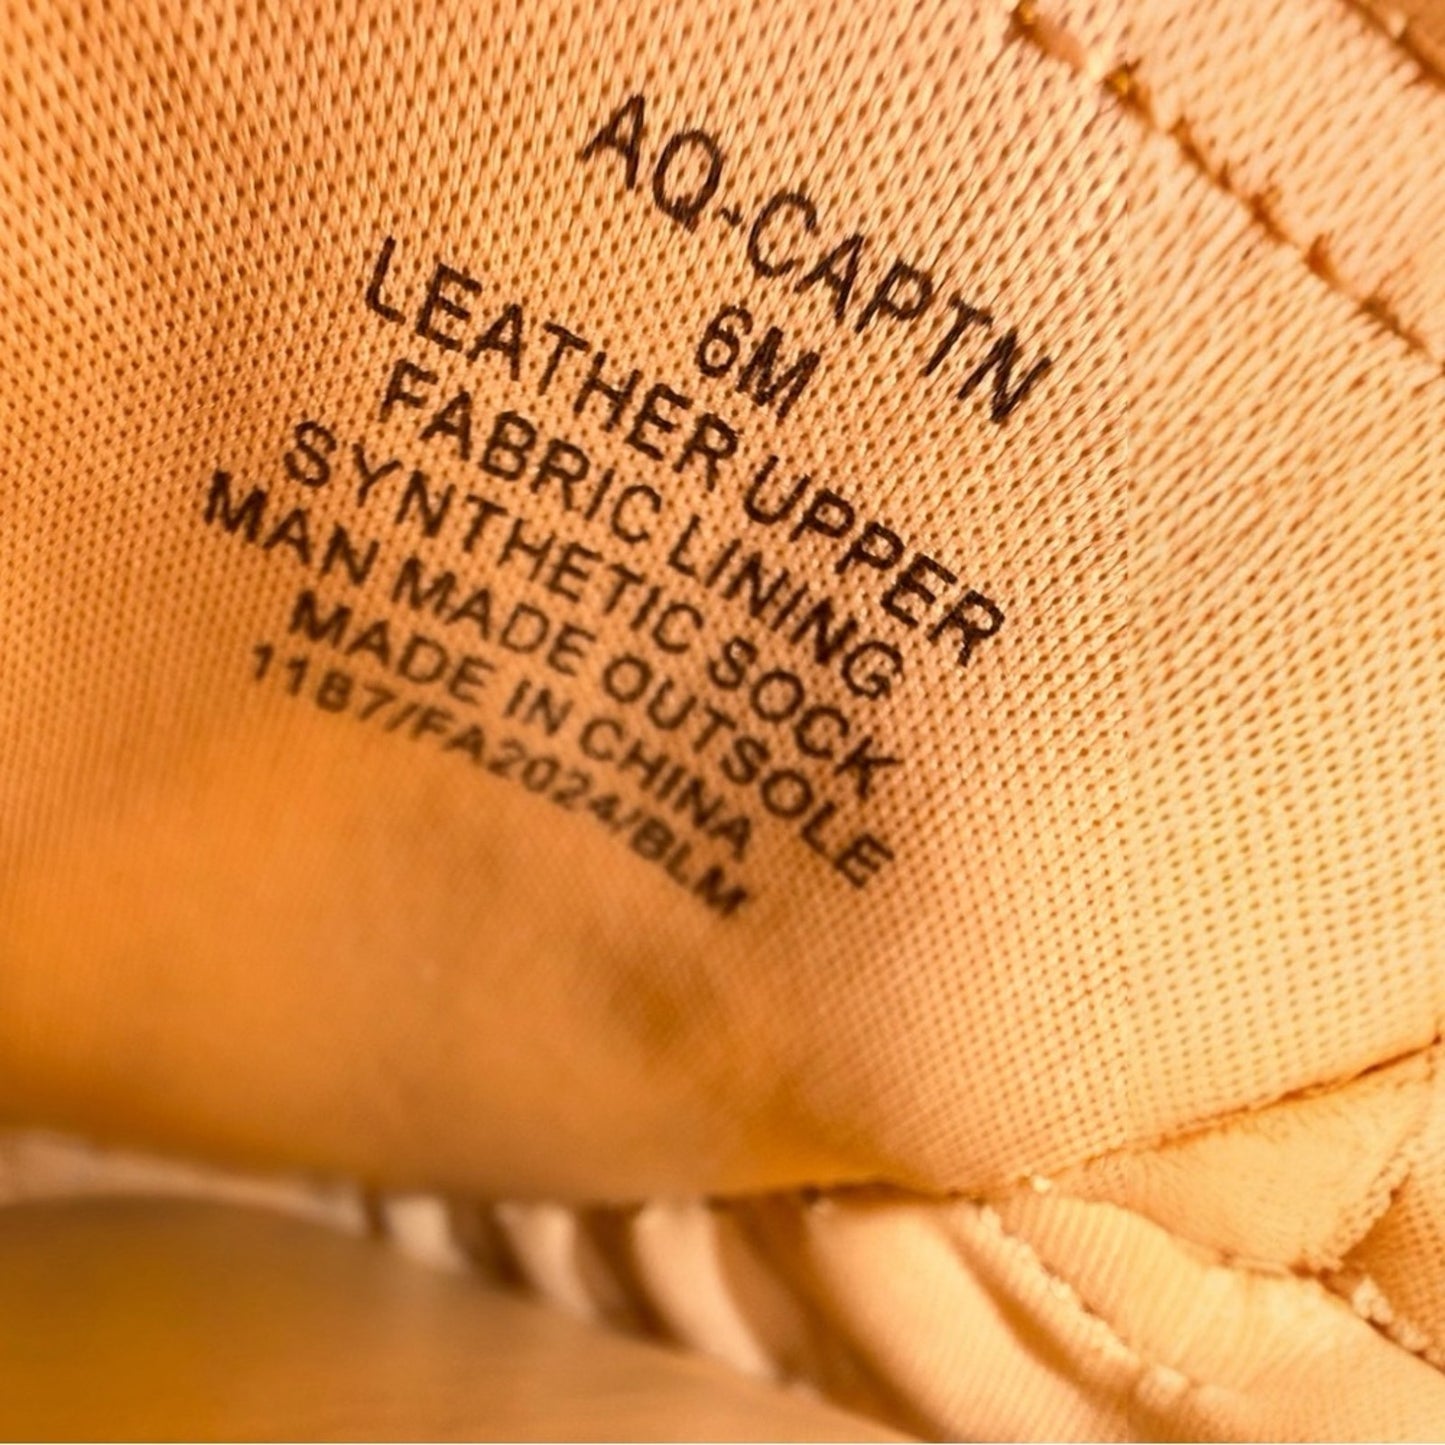 AQ-CAPTN
6M
LEATHER UPPER
FABRIC LINING
SYNTHETIC SOCK
MAN MADE OUTSOLE
MADE IN CHINA
1187/FA2024/BLM